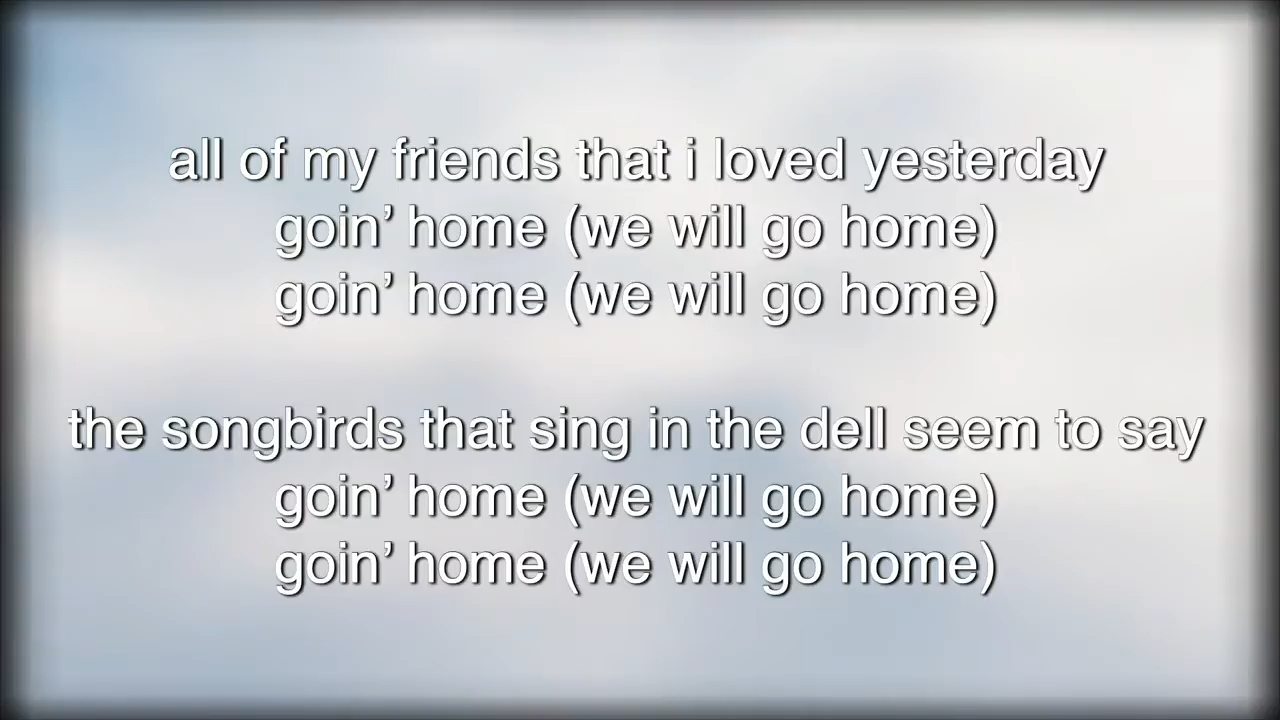 all of my friends that i loved yesterday
goin’ home (we will go home)
goin’ home (we will go home)
the songbirds that sing in the dell seem to say
goin’ home (we will go home)
goin’ home (we will go home)